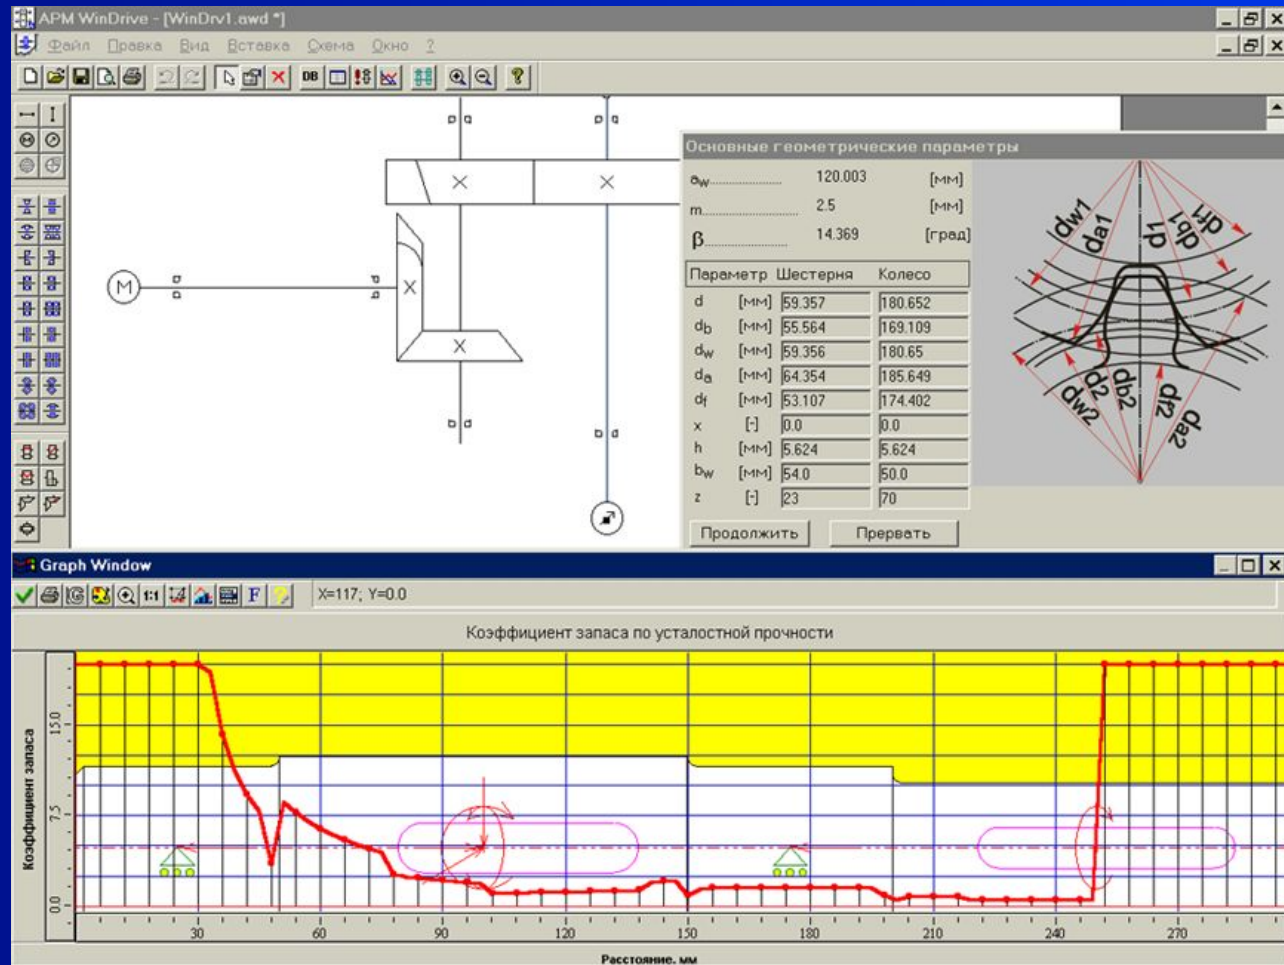 APM WinDrive - [WinDrv1.awd *]
Файл Правка Вид Вставка Схема Окно ?
DB
M
Основные геометрические параметры
aw 120.003 [мм]
m 2.5 [мм]
β 14.369 [град]
Параметр Шестерня Колесо
d [мм] 59.357 180.652
db [мм] 55.564 169.109
dw [мм] 59.356 180.65
da [мм] 64.354 185.649
df [мм] 53.107 174.402
x [-] 0.0 0.0
h [мм] 5.624 5.624
bw [мм] 54.0 50.0
z [-] 23 70
Продолжить Прервать
dw1 da1 d1 db1 df1
dw2 d2 db2 df2 da2
Graph Window
1:1 F ? X=117; Y=0.0
Коэффициент запаса по усталостной прочности
Коэффициент запаса
15.0
7.5
0.0
30 60 90 120 150 180 210 240 270
Расстояние, мм